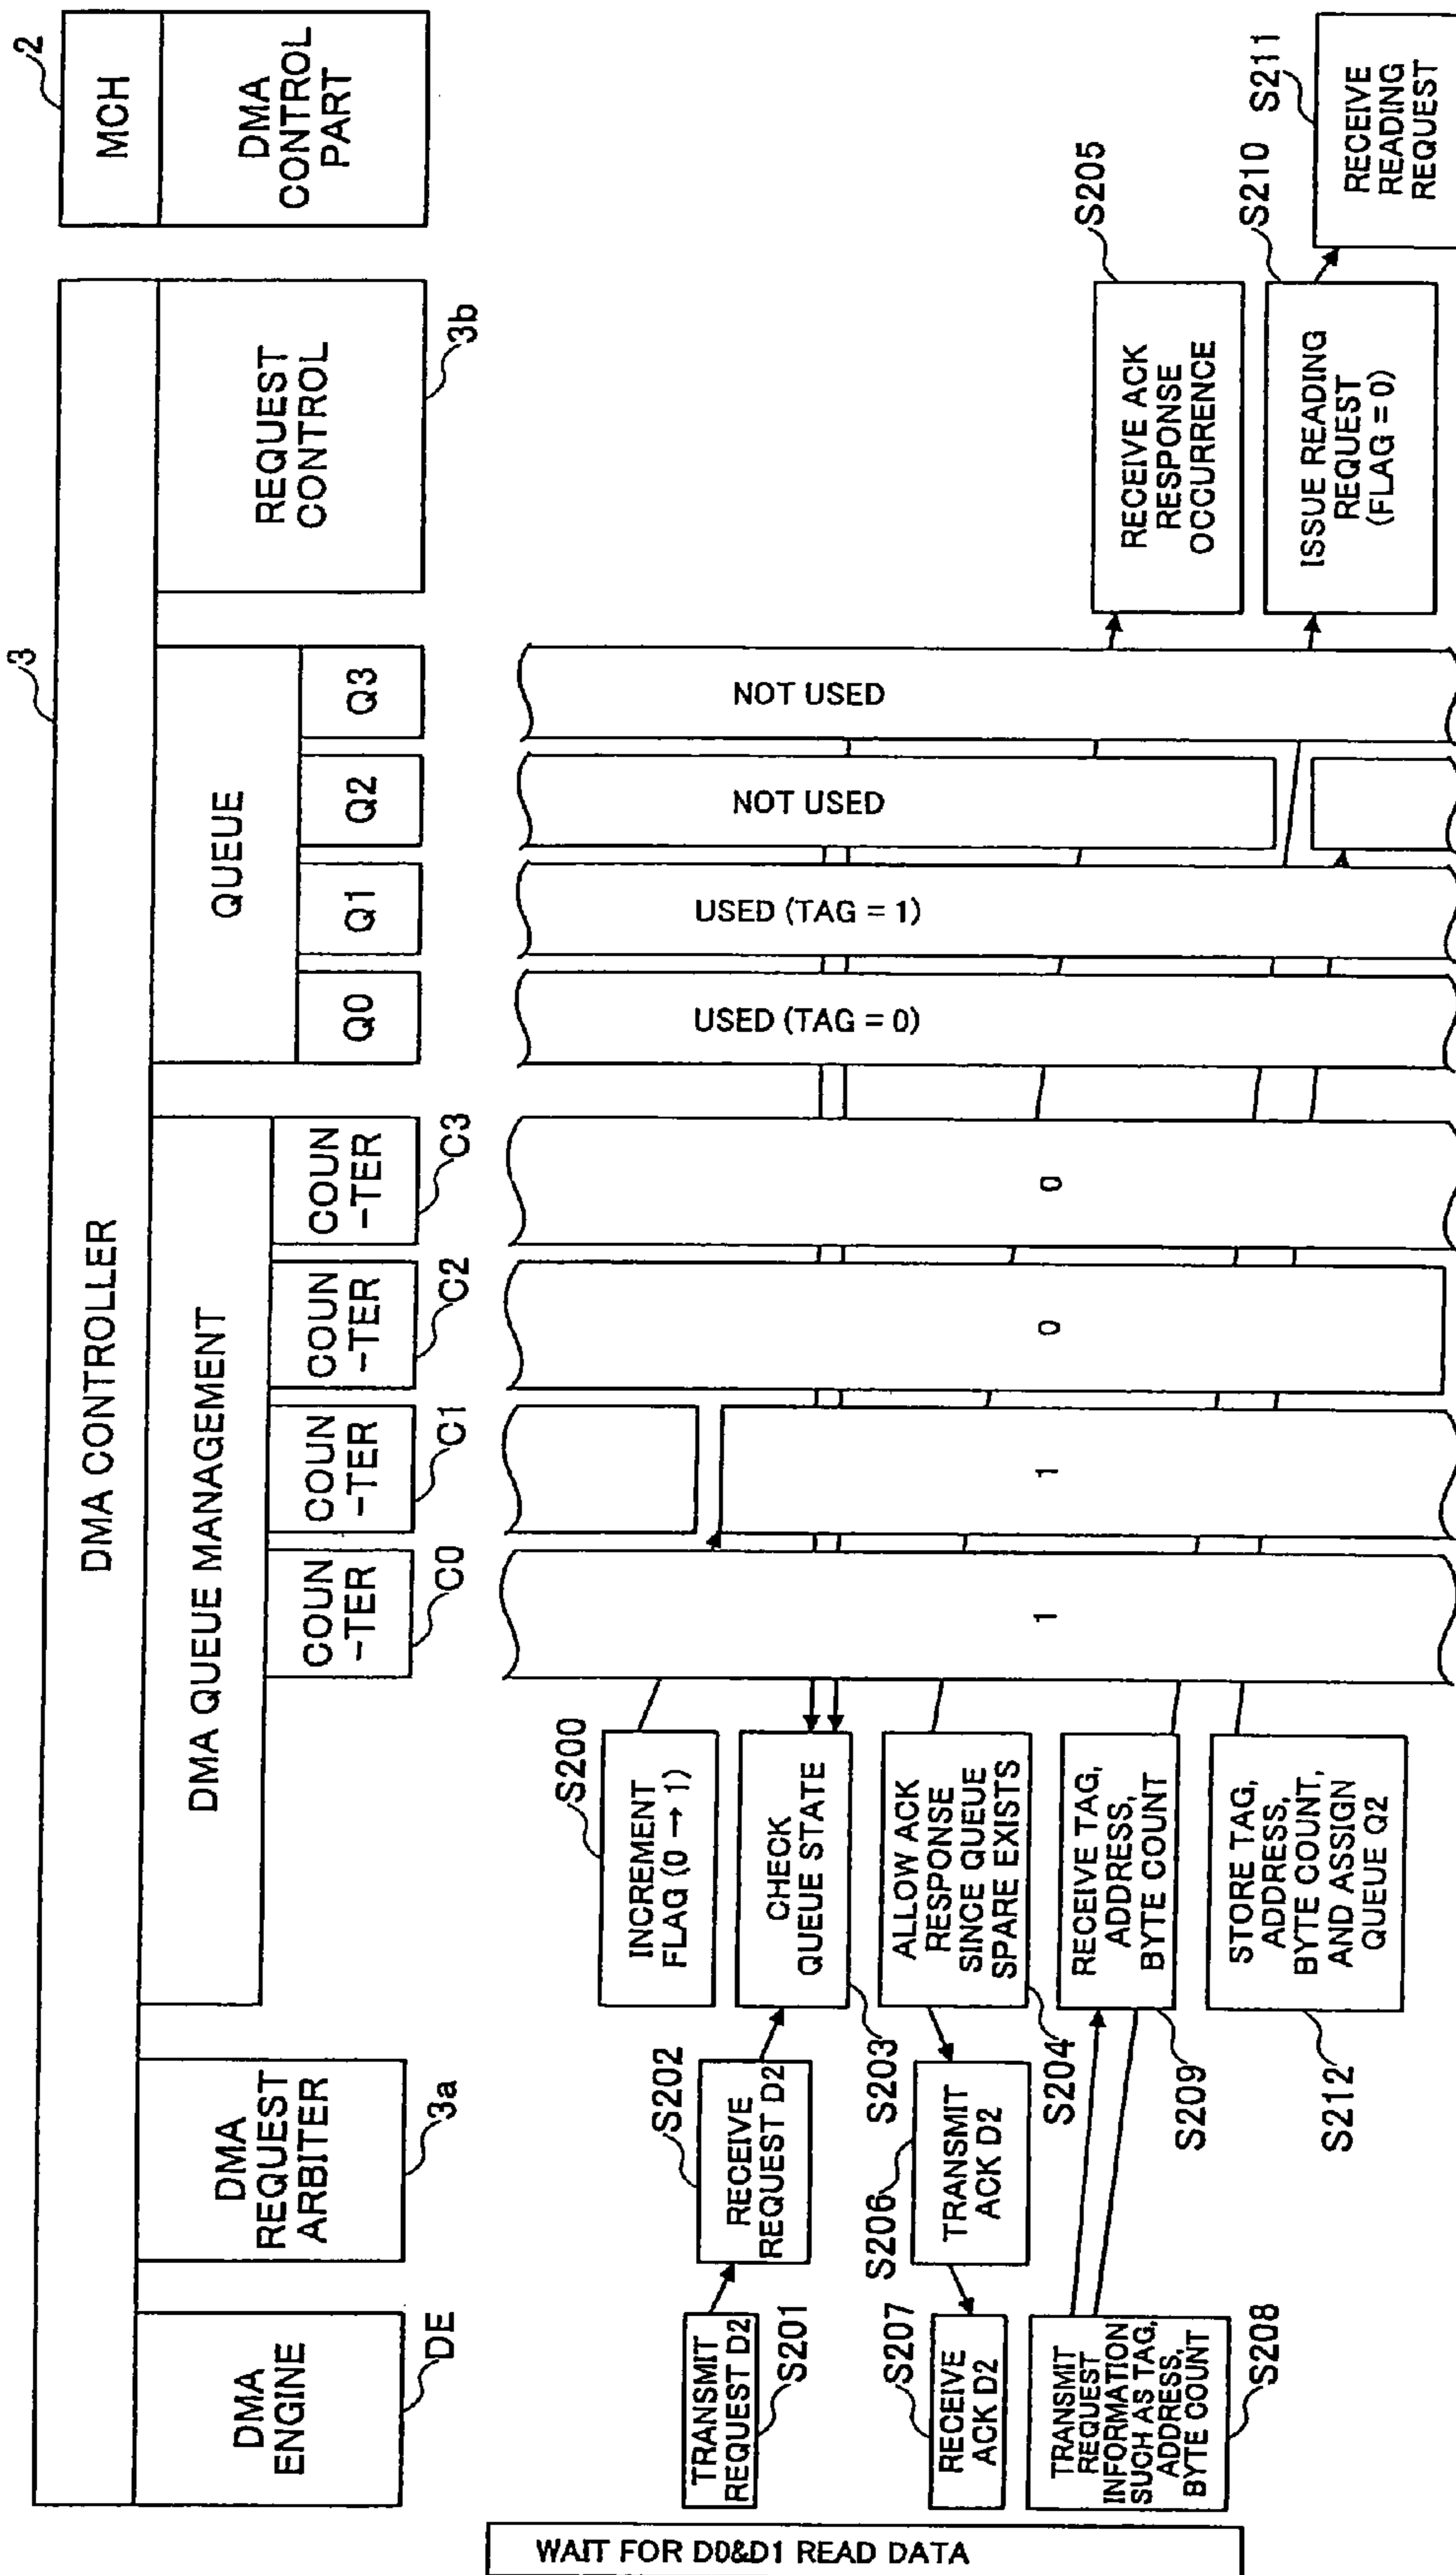 DMA CONTROLLER
3
MCH
2
DMA
CONTROL
PART
DMA
ENGINE
DE
DMA
REQUEST
ARBITER
3a
DMA QUEUE MANAGEMENT
COUN
-TER
C0
COUN
-TER
C1
COUN
-TER
C2
COUN
-TER
C3
QUEUE
Q0
Q1
Q2
Q3
REQUEST
CONTROL
3b
WAIT FOR D0&D1 READ DATA
1
1
0
0
USED (TAG = 0)
USED (TAG = 1)
NOT USED
NOT USED
INCREMENT
FLAG (0 → 1)
S200
TRANSMIT
REQUEST D2
S201
RECEIVE
REQUEST D2
S202
CHECK
QUEUE STATE
S203
ALLOW ACK
RESPONSE
SINCE QUEUE
SPARE EXISTS
S204
RECEIVE ACK
RESPONSE
OCCURRENCE
S205
TRANSMIT
ACK D2
S206
RECEIVE
ACK D2
S207
TRANSMIT
REQUEST
INFORMATION
SUCH AS TAG,
ADDRESS,
BYTE COUNT
S208
RECEIVE TAG,
ADDRESS,
BYTE COUNT
S209
ISSUE READING
REQUEST
(FLAG = 0)
S210
RECEIVE
READING
REQUEST
S211
STORE TAG,
ADDRESS,
BYTE COUNT,
AND ASSIGN
QUEUE Q2
S212